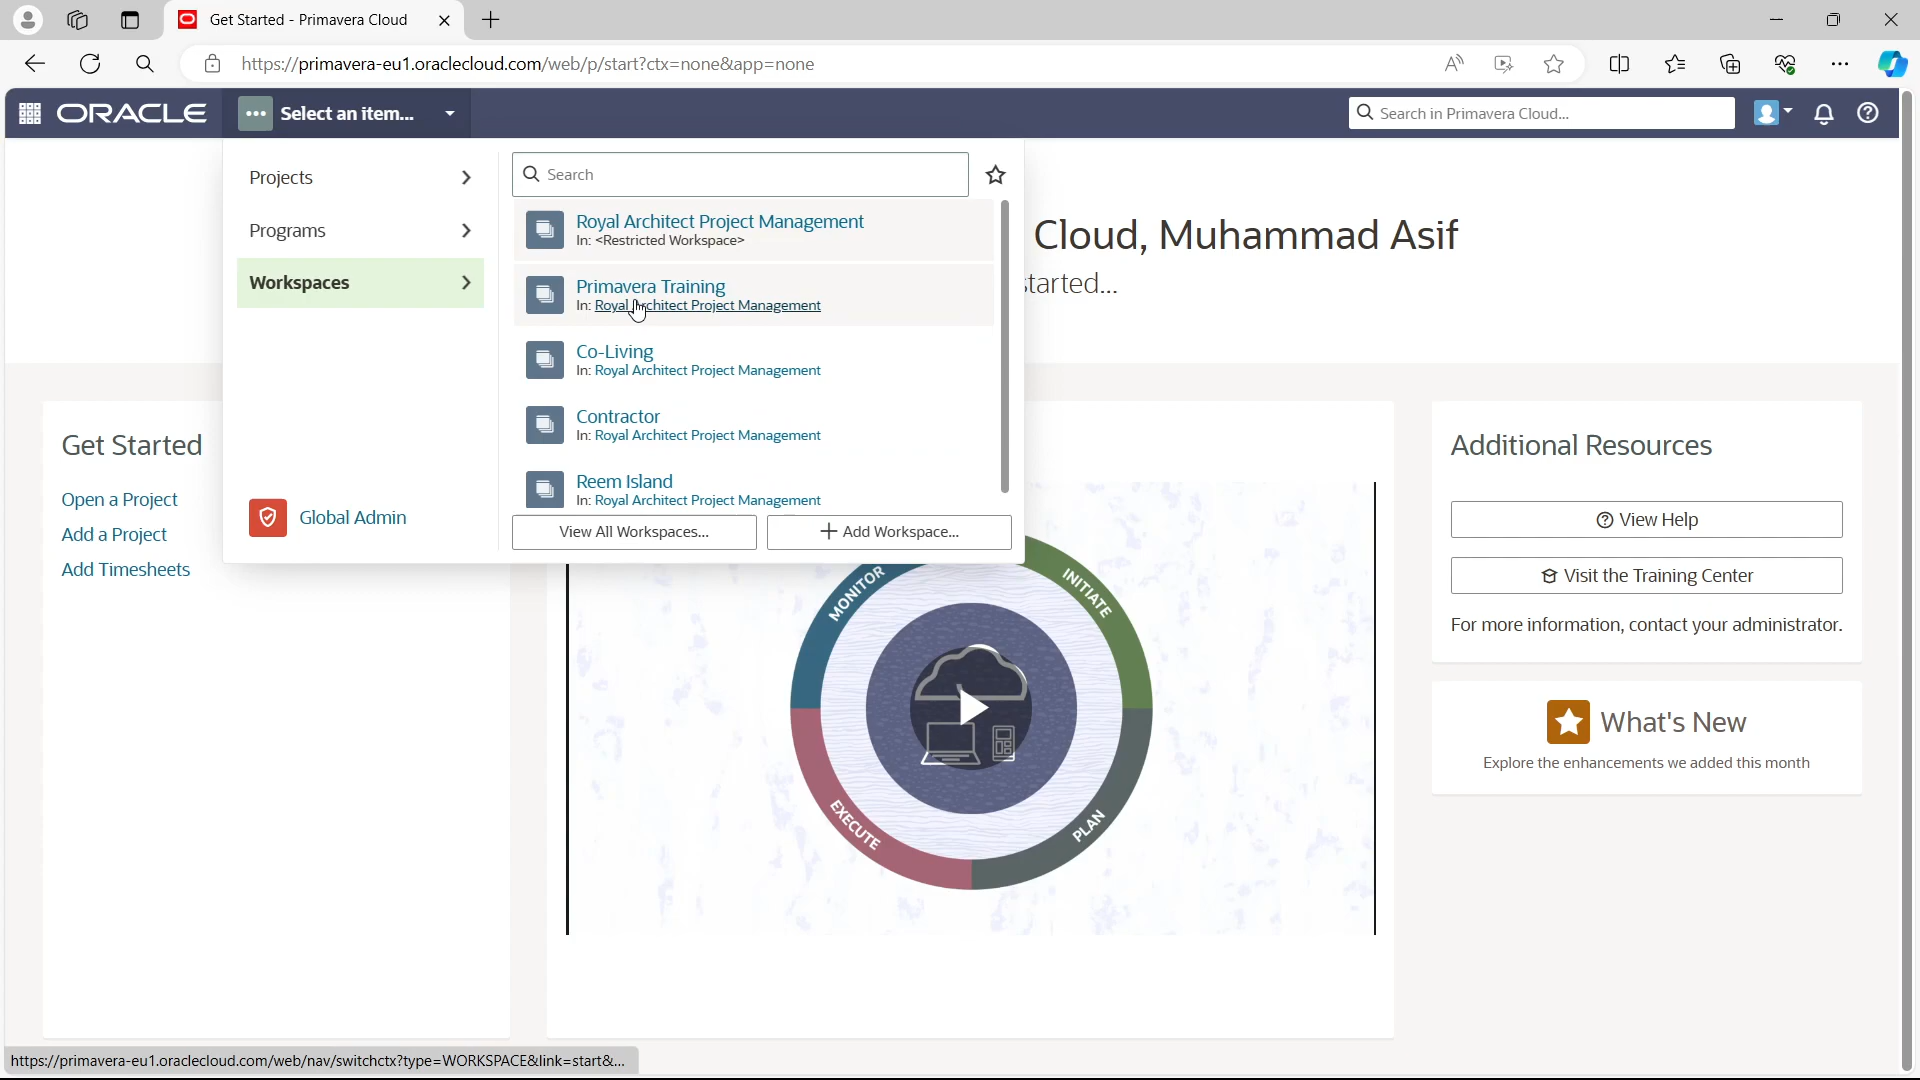 Get Started - Primavera Cloud
https://primavera-eu1.oraclecloud.com/web/p/start?ctx=none&app=none
ORACLE
Select an item...
Search in Primavera Cloud...
Projects
Programs
Workspaces
Global Admin
Search
Royal Architect Project Management
In: <Restricted Workspace>
Primavera Training
In: Royal Architect Project Management
Co-Living
In: Royal Architect Project Management
Contractor
In: Royal Architect Project Management
Reem Island
In: Royal Architect Project Management
View All Workspaces...
Add Workspace...
Cloud, Muhammad Asif
started...
Get Started
Open a Project
Add a Project
Add Timesheets
MONITOR
INITIATE
EXECUTE
PLAN
Additional Resources
View Help
Visit the Training Center
For more information, contact your administrator.
What's New
Explore the enhancements we added this month
https://primavera-eu1.oraclecloud.com/web/nav/switchctx?type=WORKSPACE&link=start&...